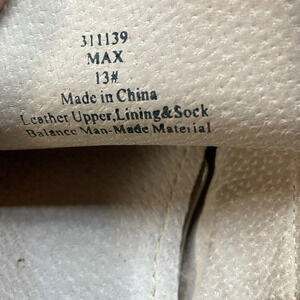 311139
MAX
13#
Made in China
Leather Upper,Lining&Sock
Balance Man-Made Material